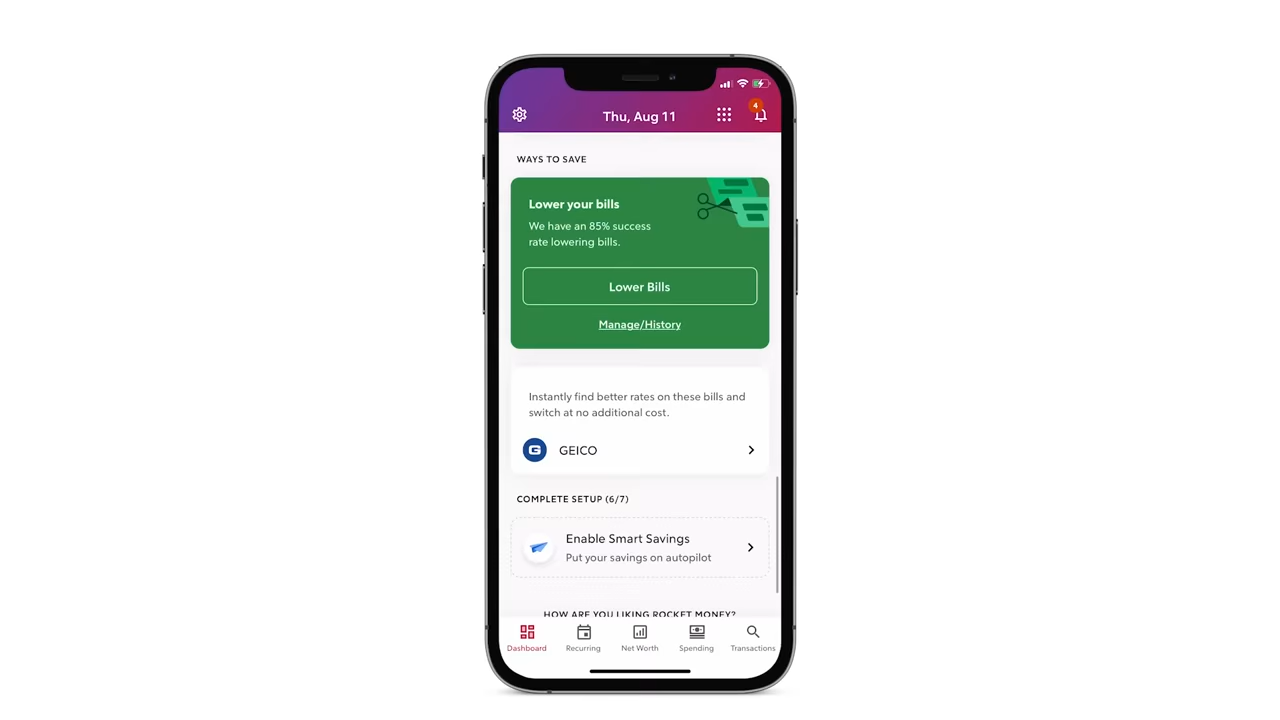 Thu, Aug 11
4
WAYS TO SAVE
Lower your bills
We have an 85% success
rate lowering bills.
Lower Bills
Manage/History
Instantly find better rates on these bills and
switch at no additional cost.
G
GEICO
COMPLETE SETUP (6/7)
Enable Smart Savings
Put your savings on autopilot
HOW ARE YOU LIKING ROCKET MONEY?
Dashboard
Recurring
Net Worth
Spending
Transactions